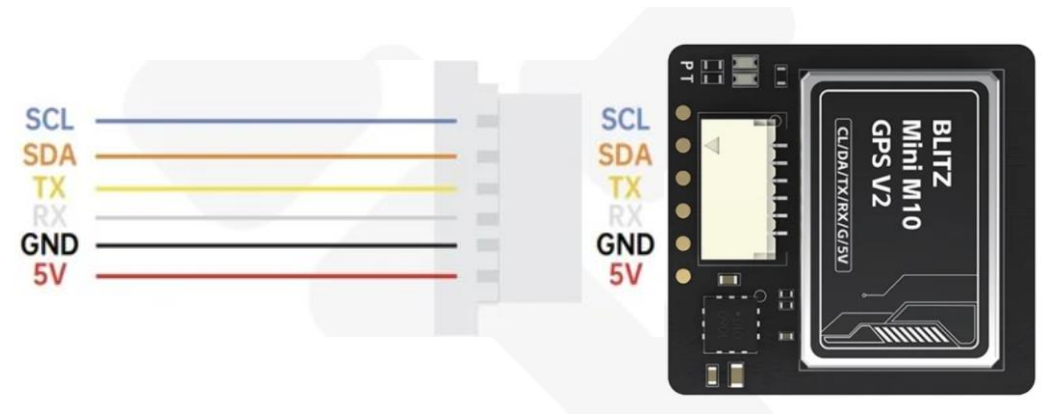 SCL
SDA
TX
RX
GND
5V
SCL
SDA
TX
RX
GND
5V
P T
BLITZ
Mini M10
GPS V2
CL/DA/TX/RX/G/5V